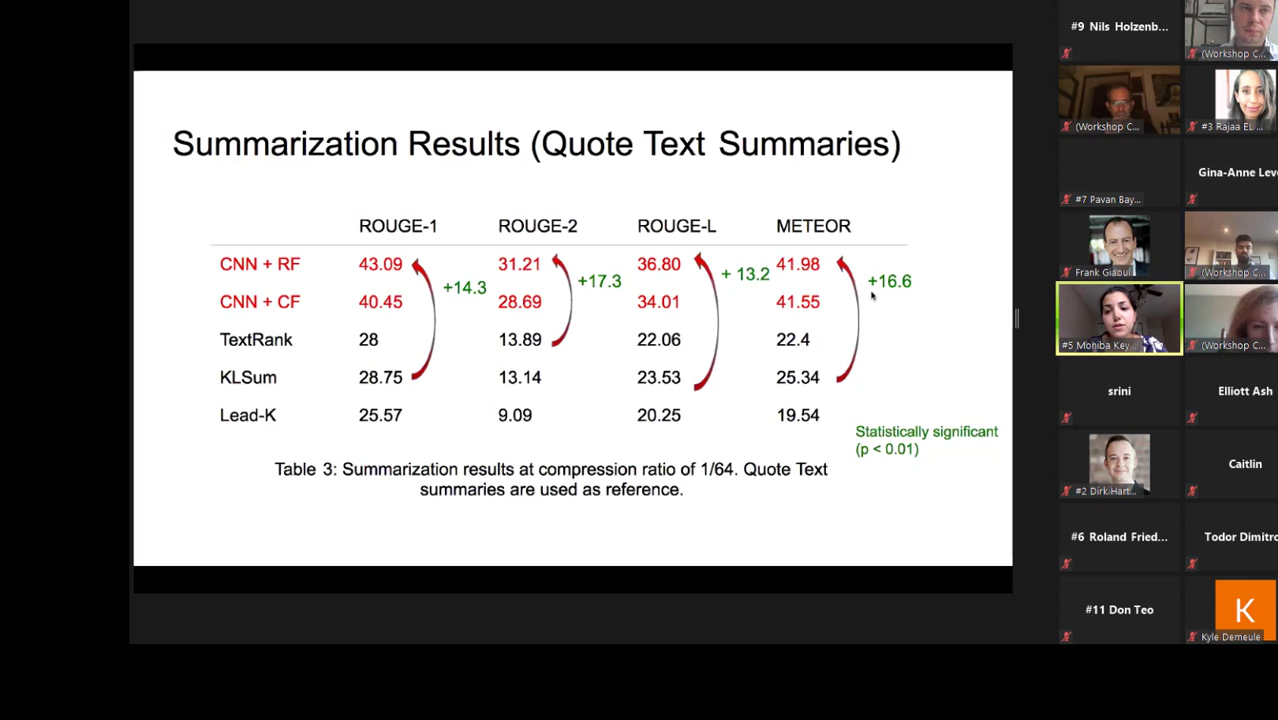 Summarization Results (Quote Text Summaries)
ROUGE-1 ROUGE-2 ROUGE-L METEOR
CNN + RF 43.09 31.21 36.80 41.98
+14.3 +17.3 + 13.2 +16.6
CNN + CF 40.45 28.69 34.01 41.55
TextRank 28 13.89 22.06 22.4
KLSum 28.75 13.14 23.53 25.34
Lead-K 25.57 9.09 20.25 19.54
Statistically significant
(p < 0.01)
Table 3: Summarization results at compression ratio of 1/64. Quote Text
summaries are used as reference.
#9 Nils Holzenb...
(Workshop C...
(Workshop C...
#3 Rajaa EL ...
#7 Pavan Bay...
Gina-Anne Lev
Frank Giaoui
(Workshop C...
#5 Moniba Key...
(Workshop C...
srini
Elliott Ash
#2 Dirk Hart...
Caitlin
#6 Roland Fried...
Todor Dimitro
#11 Don Teo
K
Kyle Demeule